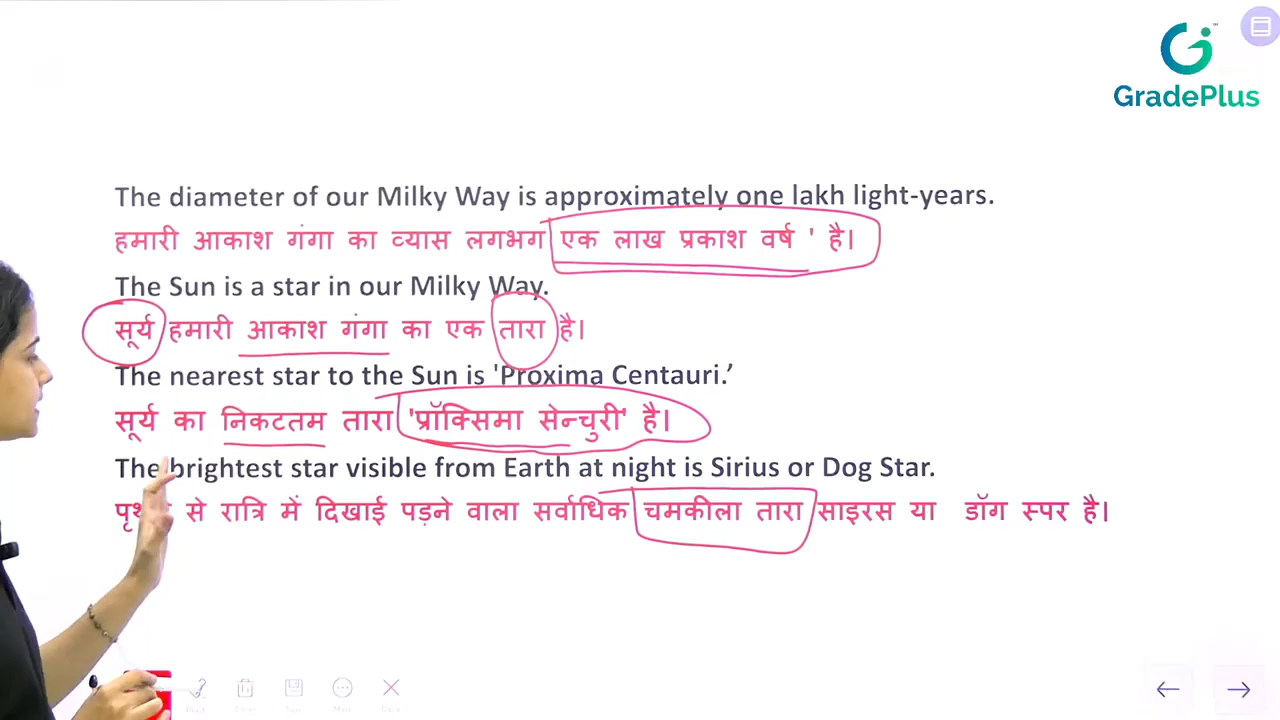 GradePlus
The diameter of our Milky Way is approximately one lakh light-years.
हमारी आकाश गंगा का व्यास लगभग एक लाख प्रकाश वर्ष ' है।
The Sun is a star in our Milky Way.
सूर्य हमारी आकाश गंगा का एक तारा है।
The nearest star to the Sun is 'Proxima Centauri.’
सूर्य का निकटतम तारा 'प्रॉक्सिमा सेन्चुरी' है।
The brightest star visible from Earth at night is Sirius or Dog Star.
से रात्रि में दिखाई पड़ने वाला सर्वाधिक चमकीला तारा साइरस या डॉग स्पर है।